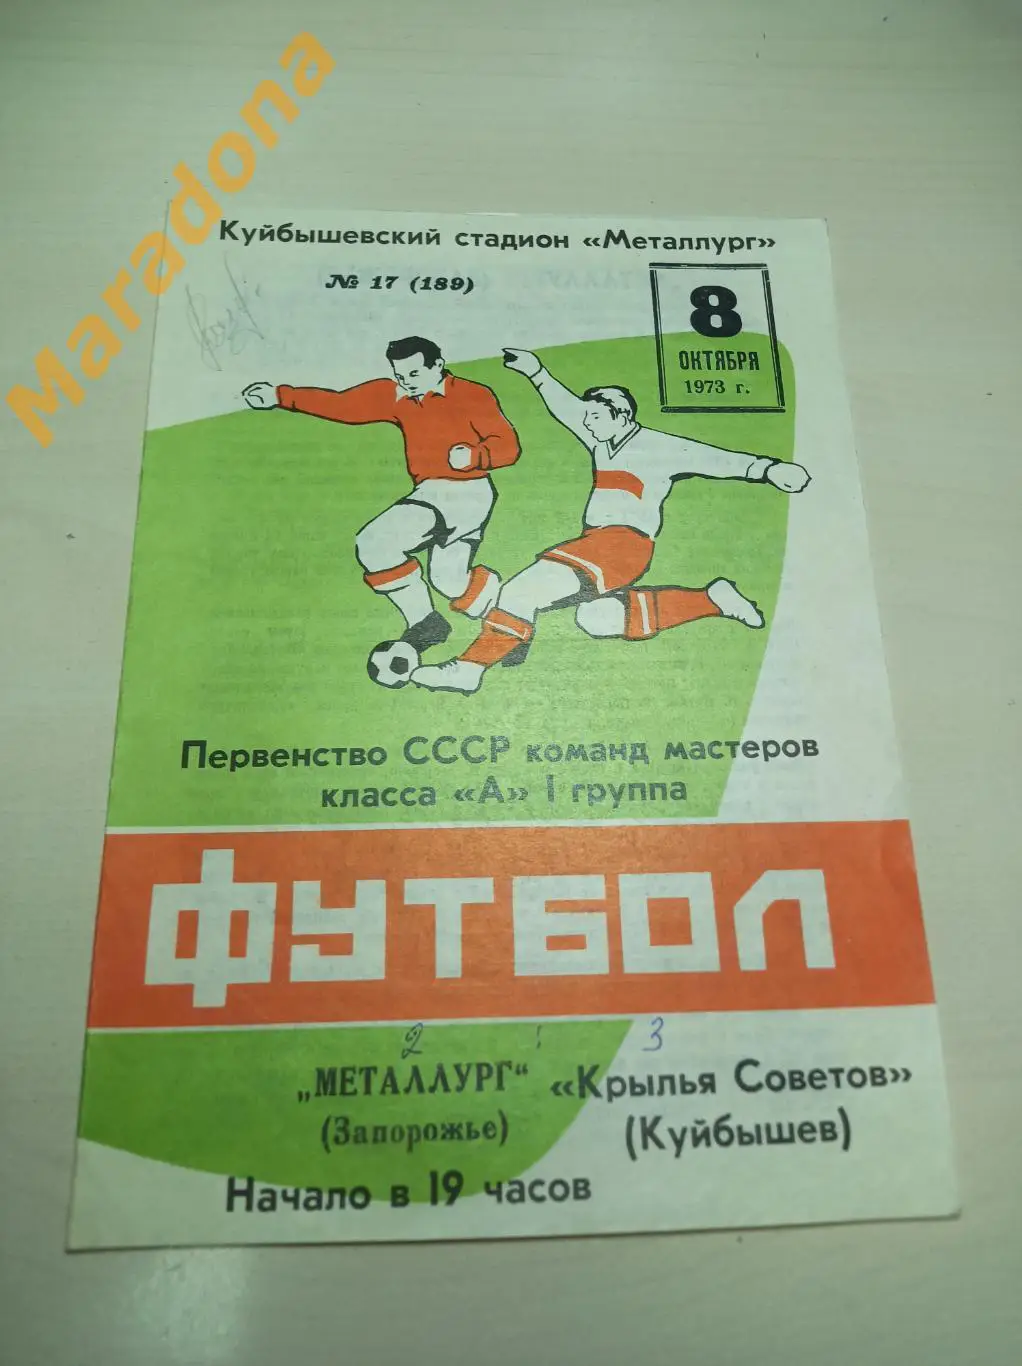 Maradona
Куйбышевский стадион «Металлург»
№ 17 (189)
8
ОКТЯБРЯ
1973 г.
Первенство СССР команд мастеров
класса «А» I группа
ФУТБОЛ
2 : 3
„МЕТАЛЛУРГ“ «Крылья Советов»
(Запорожье) (Куйбышев)
Начало в 19 часов